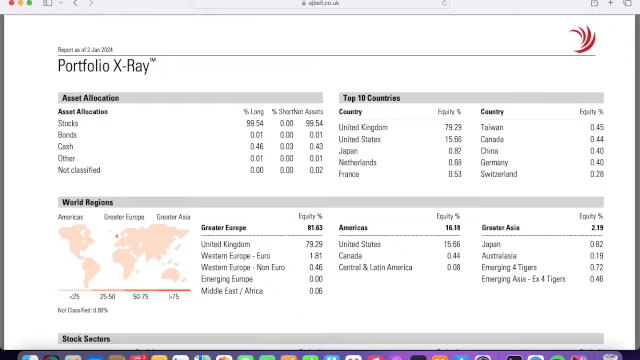 ajbell.co.uk
Report as of 2 Jan 2024
Portfolio X-Ray™
Asset Allocation
Asset Allocation % Long % Short Net Assets
Stocks 99.54 0.00 99.54
Bonds 0.01 0.00 0.01
Cash 0.46 0.03 0.43
Other 0.01 0.00 0.01
Not classified 0.00 0.00 0.02
Top 10 Countries
Country Equity % Country Equity %
United Kingdom 79.29 Taiwan 0.45
United States 15.66 Canada 0.44
Japan 0.82 China 0.40
Netherlands 0.68 Germany 0.40
France 0.53 Switzerland 0.28
World Regions
Americas Greater Europe Greater Asia
<25 25-50 50-75 >75
Not Classified: 0.00%
Equity %
Greater Europe 81.63
United Kingdom 79.29
Western Europe - Euro 1.81
Western Europe - Non Euro 0.46
Emerging Europe 0.00
Middle East / Africa 0.06
Equity %
Americas 16.18
United States 15.66
Canada 0.44
Central & Latin America 0.08
Equity %
Greater Asia 2.19
Japan 0.82
Australasia 0.19
Emerging 4 Tigers 0.72
Emerging Asia - Ex 4 Tigers 0.46
Stock Sectors